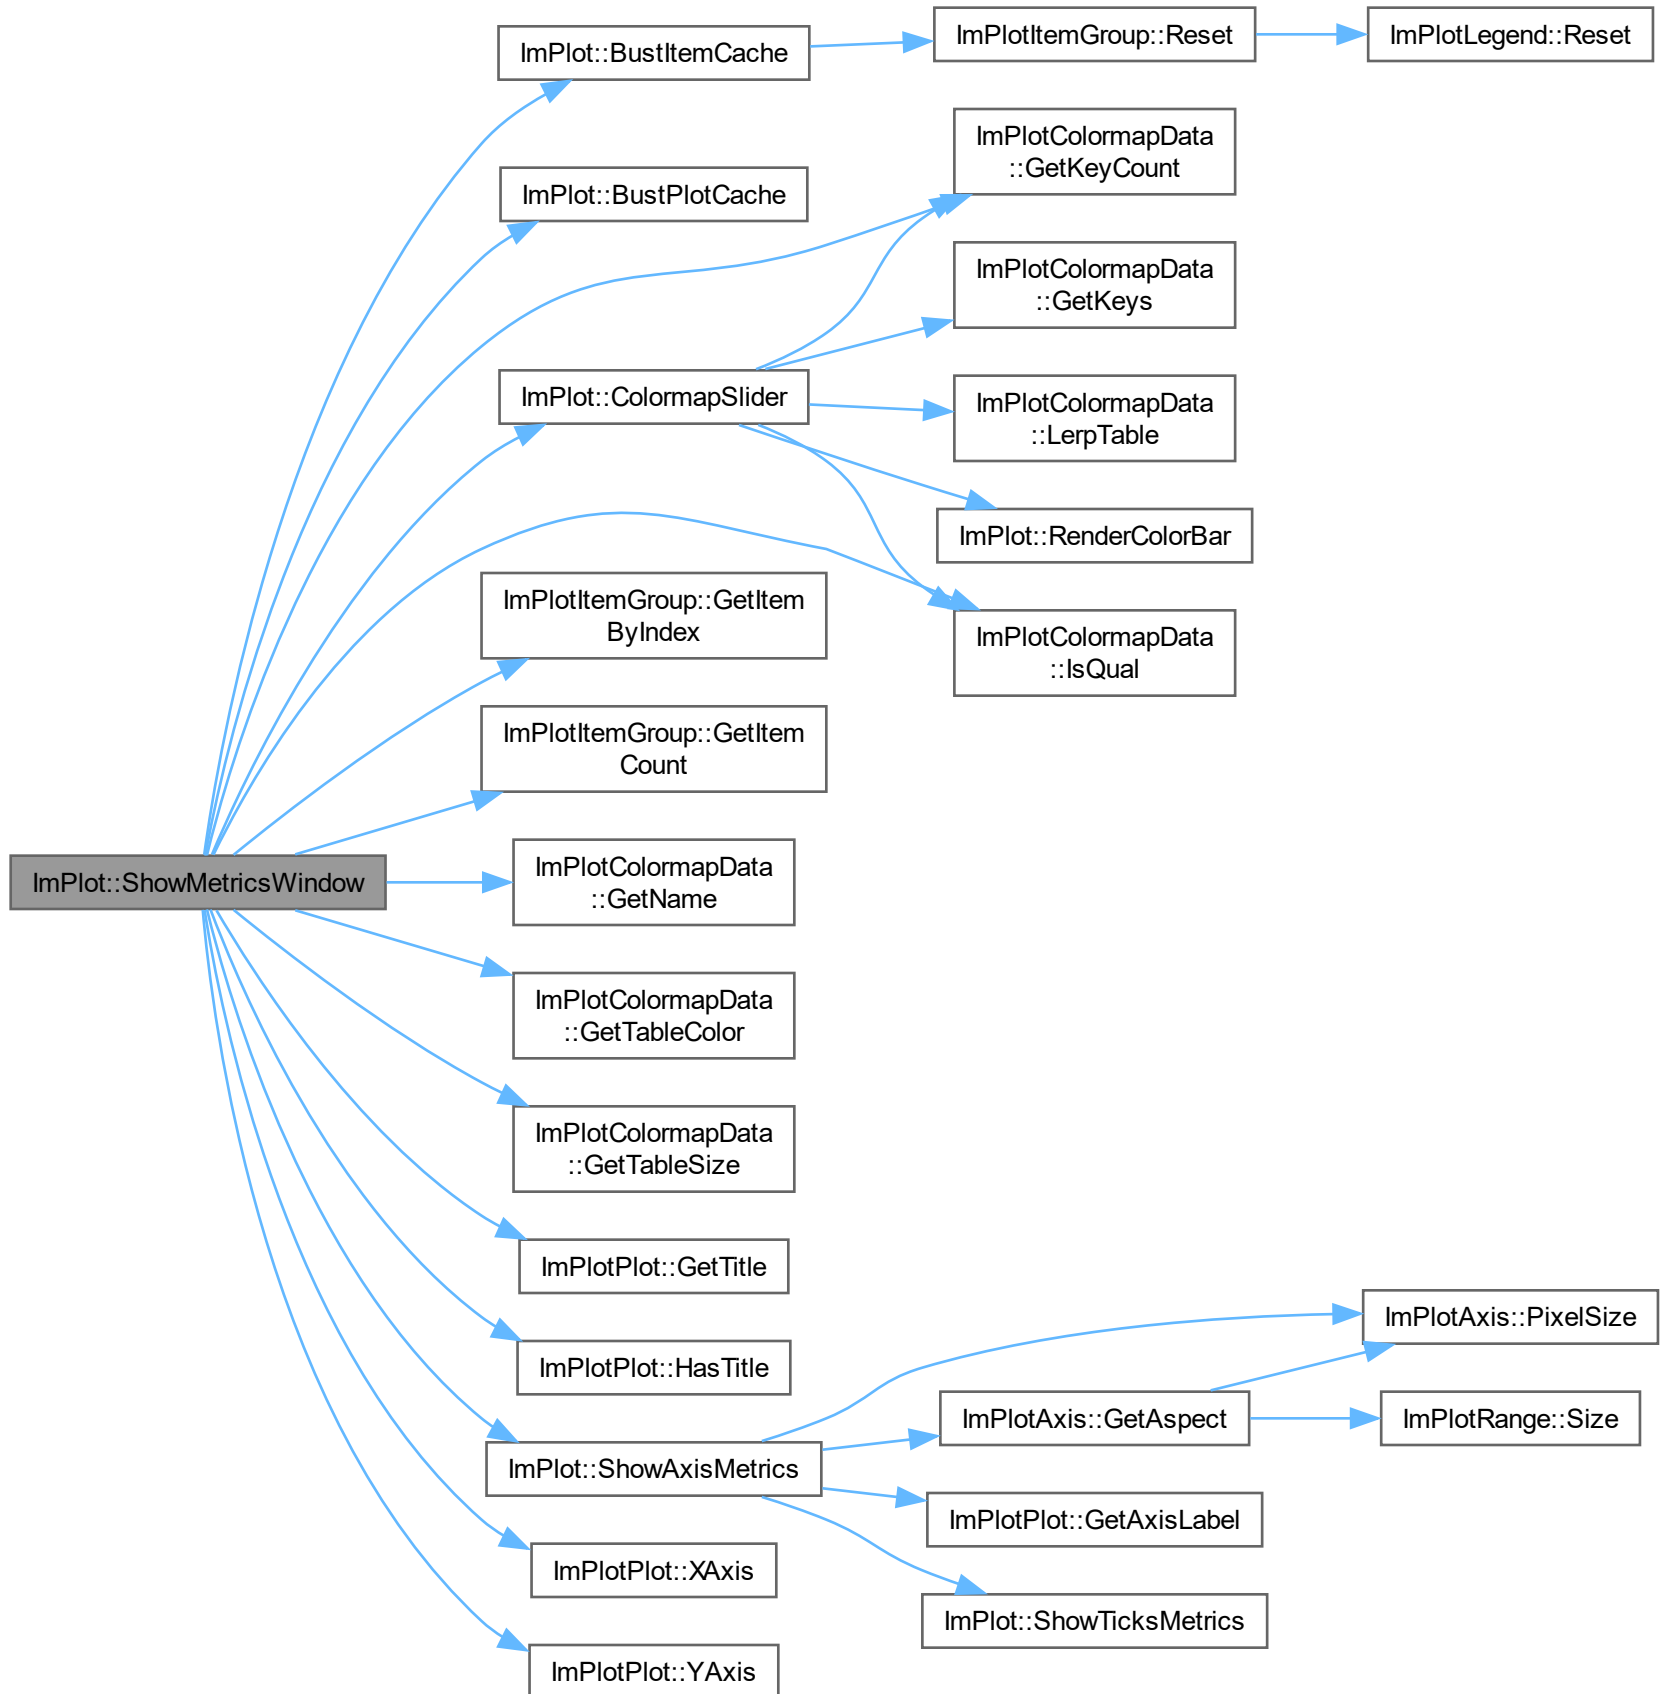 ImPlot::BustItemCache
ImPlotItemGroup::Reset
ImPlotLegend::Reset
ImPlot::BustPlotCache
ImPlotColormapData
::GetKeyCount
ImPlotColormapData
::GetKeys
ImPlot::ColormapSlider
ImPlotColormapData
::LerpTable
ImPlot::RenderColorBar
ImPlotItemGroup::GetItem
ByIndex
ImPlotColormapData
::IsQual
ImPlotItemGroup::GetItem
Count
ImPlot::ShowMetricsWindow
ImPlotColormapData
::GetName
ImPlotColormapData
::GetTableColor
ImPlotColormapData
::GetTableSize
ImPlotPlot::GetTitle
ImPlotAxis::PixelSize
ImPlotPlot::HasTitle
ImPlotAxis::GetAspect
ImPlotRange::Size
ImPlot::ShowAxisMetrics
ImPlotPlot::GetAxisLabel
ImPlotPlot::XAxis
ImPlot::ShowTicksMetrics
ImPlotPlot::YAxis